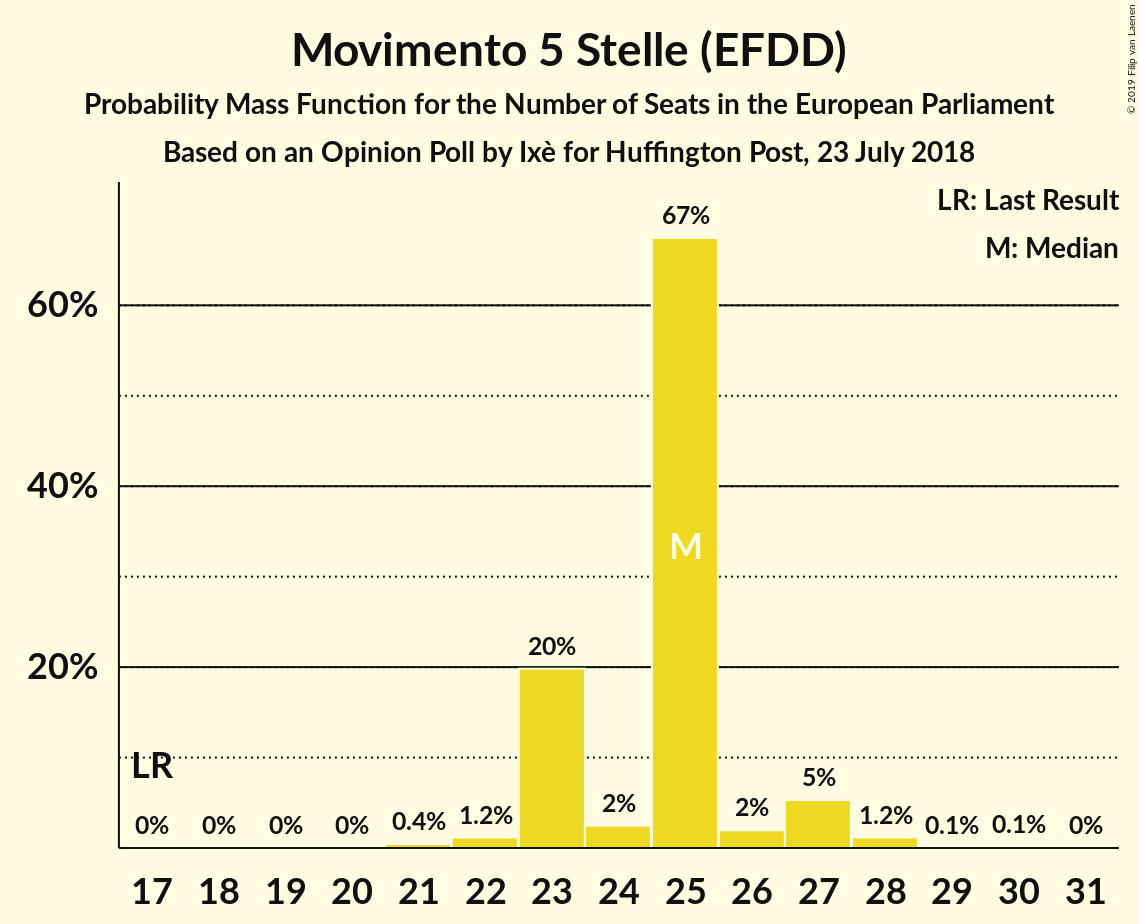 Movimento 5 Stelle (EFDD)
Probability Mass Function for the Number of Seats in the European Parliament
Based on an Opinion Poll by Ixè for Huffington Post, 23 July 2018
© 2019 Filip van Laenen
LR: Last Result
M: Median
67%
60%
40%
M
20%
20%
LR
0% 0% 0% 0% 0.4% 1.2% 2% 2% 5% 1.2% 0.1% 0.1% 0%
17 18 19 20 21 22 23 24 25 26 27 28 29 30 31